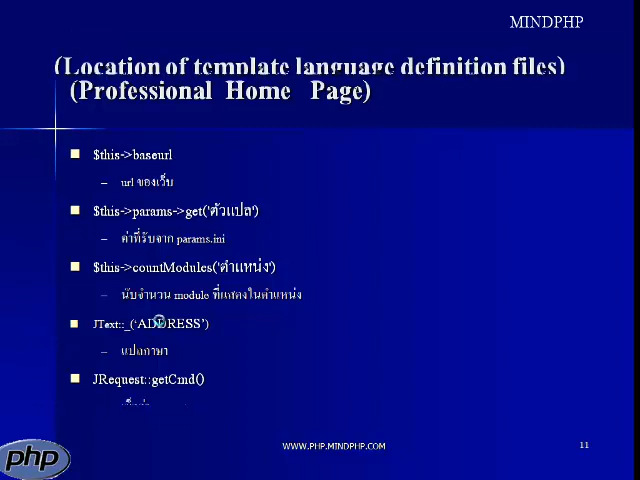 MINDPHP
(Location of template language definition files)
(Professional Home Page)
$this->baseurl
– url ของเว็บ
$this->params->get('ตัวแปล')
– ค่าที่รับจาก params.ini
$this->countModules('ตำแหน่ง')
– นับจำนวน module ที่แสดงในตำแหน่ง
JText::_('ADDRESS')
– แปลภาษา
JRequest::getCmd()
WWW.PHP.MINDPHP.COM
11
php